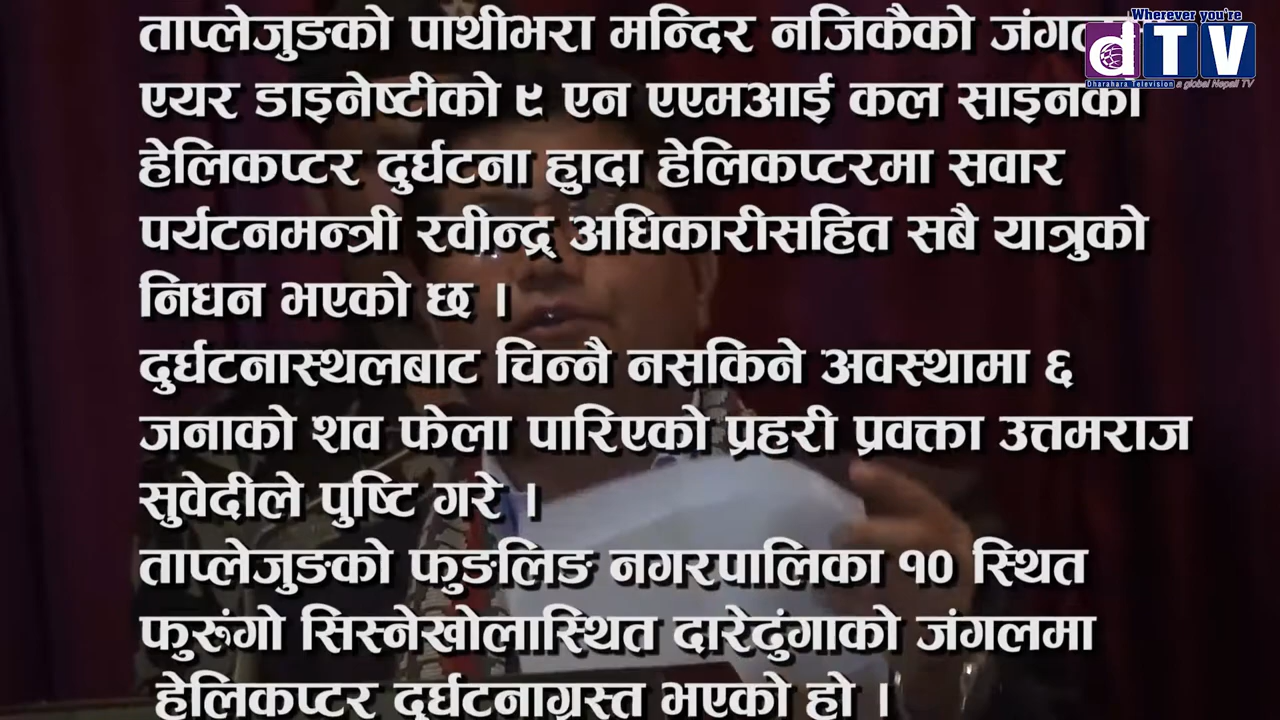 Wherever you're
dTV
Dharahara Television a global Nepali TV
ताप्लेजुङको पाथीभरा मन्दिर नजिकैको
एयर डाइनेष्टीको ९ एन एएमआई कल साइनको
हेलिकप्टर दुर्घटना ह्युादा हेलिकप्टरमा सवार
पर्यटनमन्त्री रवीन्द्र् अधिकारीसहित सबै यात्रुको
निधन भएको छ ।
दुर्घटनास्थलबाट चिन्नै नसकिने अवस्थामा ६
जनाको शव फेला पारिएको प्रहरी प्रवक्ता उत्तमराज
सुवेदीले पुष्टि गरे ।
ताप्लेजुङको फुङलिङ नगरपालिका १० स्थित
फुरुंगो सिस्नेखोलास्थित दारेढुंगाको जंगलमा
हेलिकप्टर दुर्घटनाग्रस्त भएको हो ।